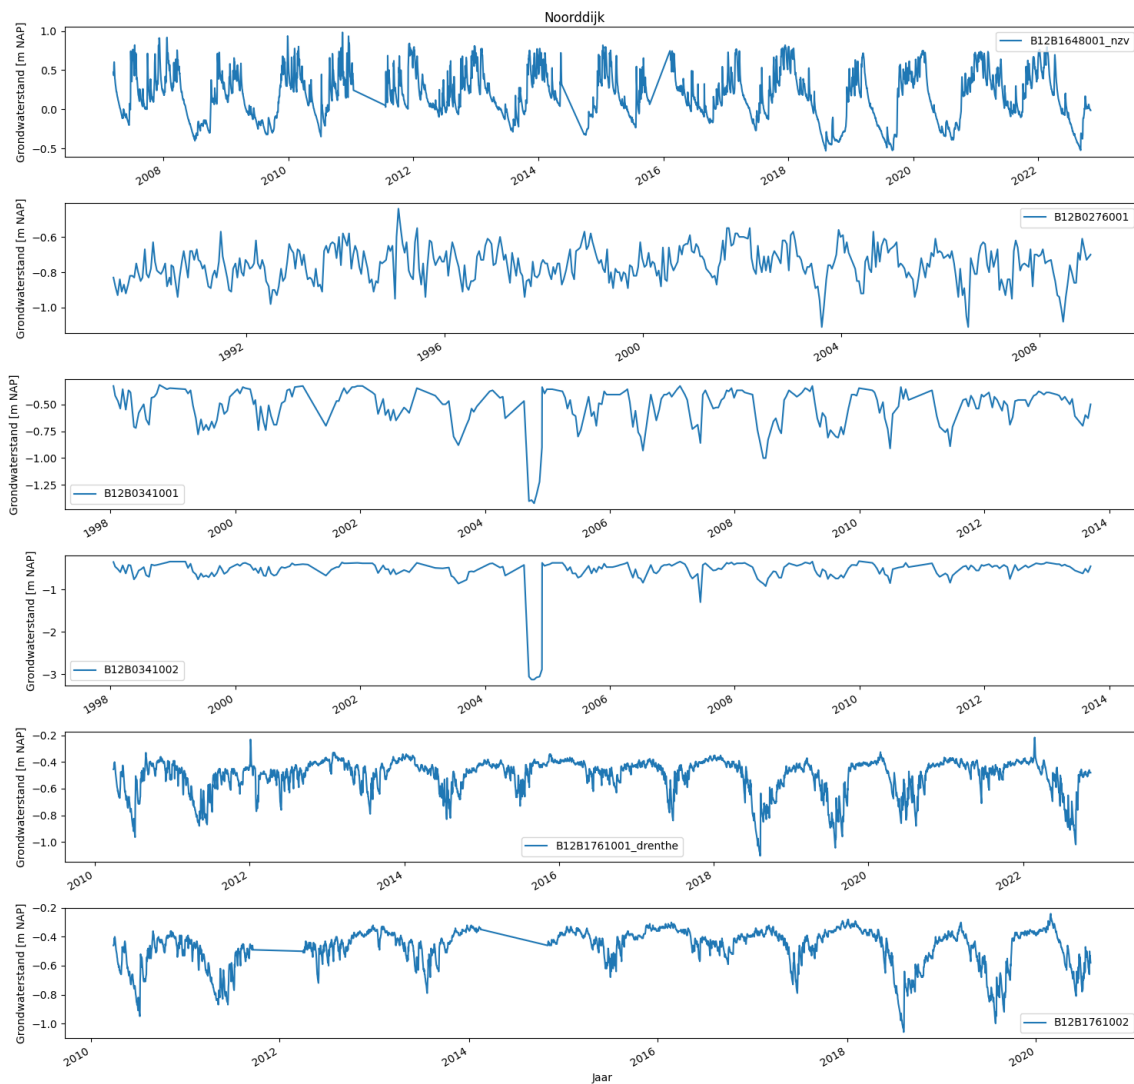 Noorddijk
Grondwaterstand [m NAP]
1.0
0.5
0.0
−0.5
B12B1648001_nzv
2008 2010 2012 2014 2016 2018 2020 2022
Grondwaterstand [m NAP]
−0.6
−0.8
−1.0
B12B0276001
1992 1996 2000 2004 2008
Grondwaterstand [m NAP]
−0.50
−0.75
−1.00
−1.25
B12B0341001
1998 2000 2002 2004 2006 2008 2010 2012 2014
Grondwaterstand [m NAP]
−1
−2
−3
B12B0341002
1998 2000 2002 2004 2006 2008 2010 2012 2014
Grondwaterstand [m NAP]
−0.2
−0.4
−0.6
−0.8
−1.0
B12B1761001_drenthe
2010 2012 2014 2016 2018 2020 2022
Grondwaterstand [m NAP]
−0.2
−0.4
−0.6
−0.8
−1.0
B12B1761002
2010 2012 2014 2016 2018 2020
Jaar